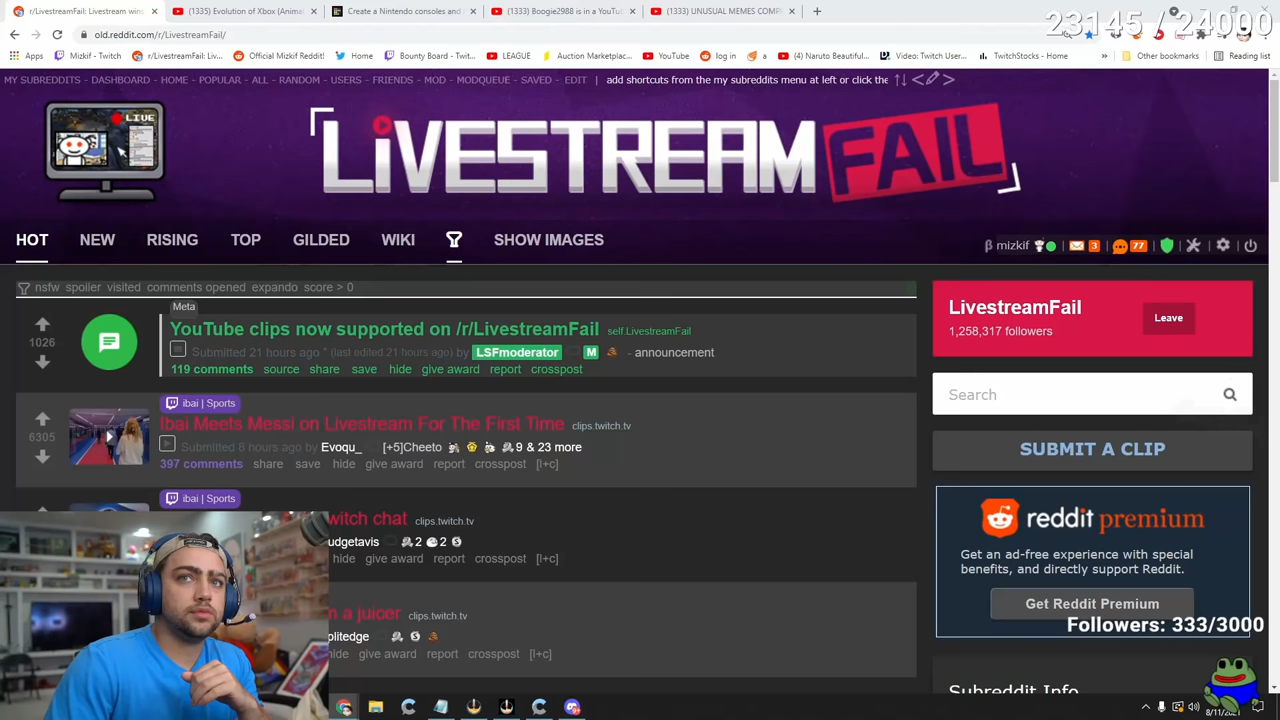 r/LivestreamFail: Livestream wins
(1335) Evolution of Xbox (Animat
Create a Nintendo consoles and
(1333) Boogie2988 is in a YouTub
(1333) UNUSUAL MEMES COMP
23145 / 24000
old.reddit.com/r/LivestreamFail/
Apps
Mizkif - Twitch
r/LivestreamFail: Liv...
Official Mizkif Reddit!
Home
Bounty Board - Twit...
LEAGUE
Auction Marketplac...
YouTube
log in
a
(4) Naruto Beautiful...
Video: Twitch User...
TwitchStocks - Home
»
Other bookmarks
Reading list
MY SUBREDDITS - DASHBOARD - HOME - POPULAR - ALL - RANDOM - USERS - FRIENDS - MOD - MODQUEUE - SAVED - EDIT | add shortcuts from the my subreddits menu at left or click the
LIVE
LIVESTREAM FAIL
HOT NEW RISING TOP GILDED WIKI SHOW IMAGES
β mizkif 3 77
nsfw spoiler visited comments opened expando score > 0
Meta
1026
YouTube clips now supported on /r/LivestreamFail self.LivestreamFail
Submitted 21 hours ago * (last edited 21 hours ago) by LSFmoderator M - announcement
119 comments source share save hide give award report crosspost
ibai | Sports
6305
Ibai Meets Messi on Livestream For The First Time clips.twitch.tv
Submitted 8 hours ago by Evoqu_ [+5]Cheeto 9 & 23 more
397 comments share save hide give award report crosspost [l+c]
ibai | Sports
witch chat clips.twitch.tv
udgetavis 2 2
hide give award report crosspost [l+c]
m a juicer clips.twitch.tv
olitedge
hide give award report crosspost [l+c]
LivestreamFail
1,258,317 followers
Leave
Search
SUBMIT A CLIP
reddit premium
Get an ad-free experience with special
benefits, and directly support Reddit.
Get Reddit Premium
Followers: 333/3000
Subreddit Info